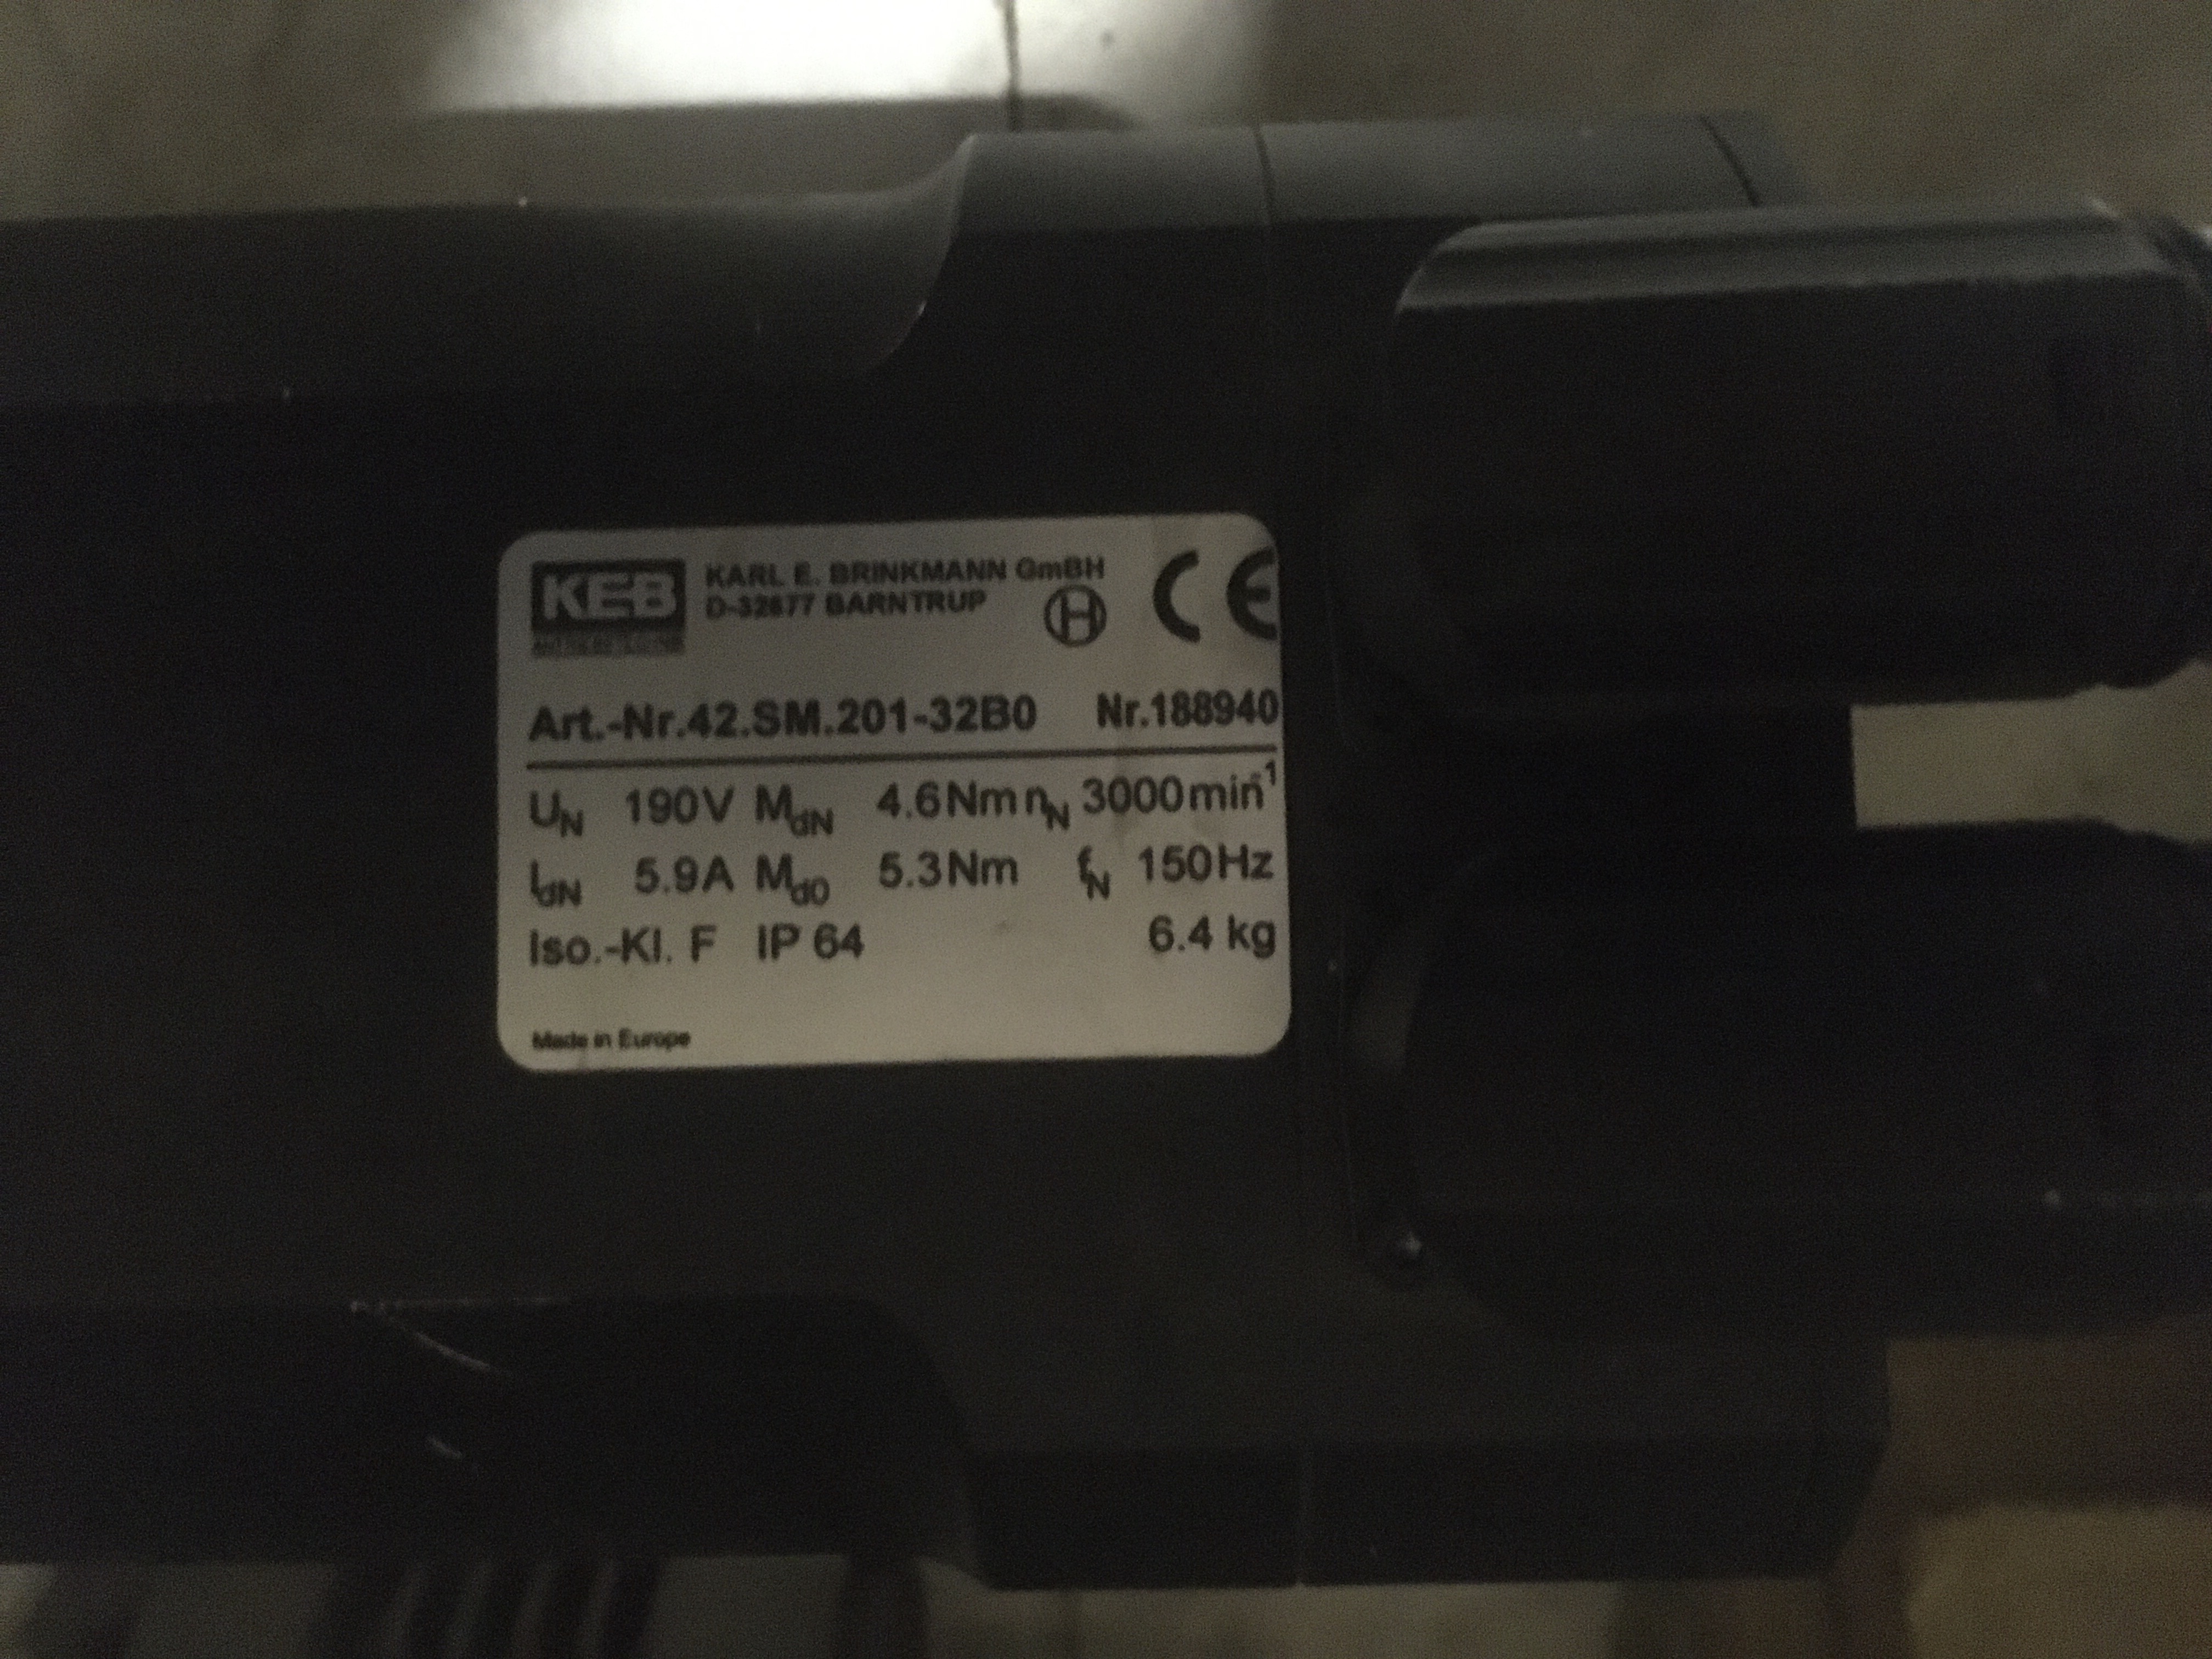 KEB KARL E. BRINKMANN GmBH
D-32677 BARNTRUP
CE
Art.-Nr.42.SM.201-32B0 Nr.188940
UN 190V MdN 4.6Nm nN 3000min-1
IdN 5.9A Md0 5.3Nm fN 150Hz
Iso.-Kl. F IP 64 6.4 kg
Made in Europe